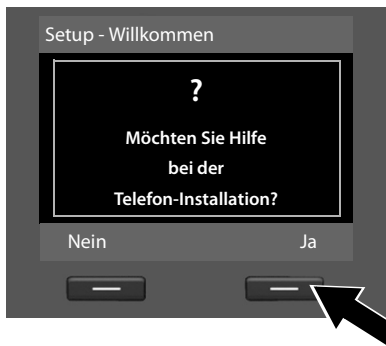 Setup - Willkommen
?
Möchten Sie Hilfe
bei der
Telefon-Installation?
Nein Ja